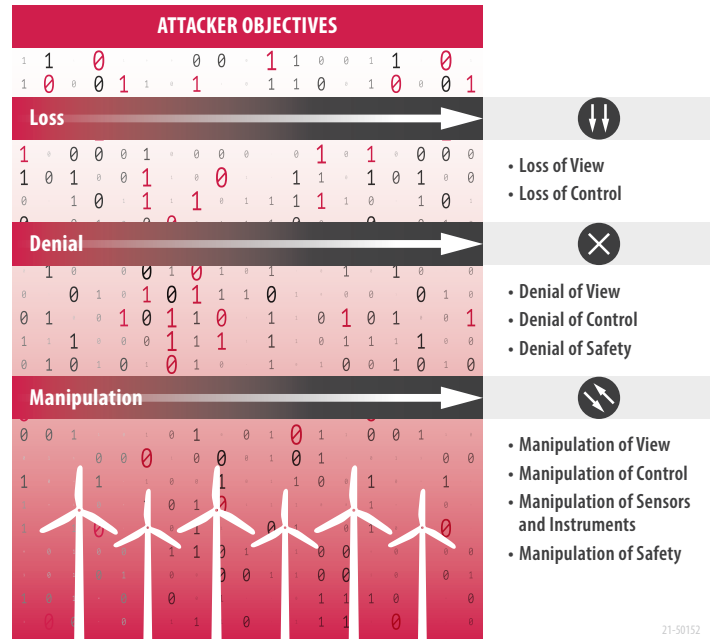 ATTACKER OBJECTIVES
Loss
• Loss of View
• Loss of Control
Denial
• Denial of View
• Denial of Control
• Denial of Safety
Manipulation
• Manipulation of View
• Manipulation of Control
• Manipulation of Sensors
and Instruments
• Manipulation of Safety
21-50152